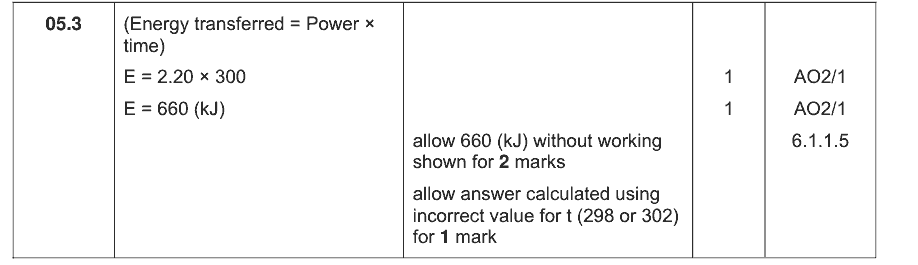 05.3
(Energy transferred = Power ×
time)
E = 2.20 × 300
1
AO2/1
E = 660 (kJ)
1
AO2/1
allow 660 (kJ) without working
shown for 2 marks
6.1.1.5
allow answer calculated using
incorrect value for t (298 or 302)
for 1 mark